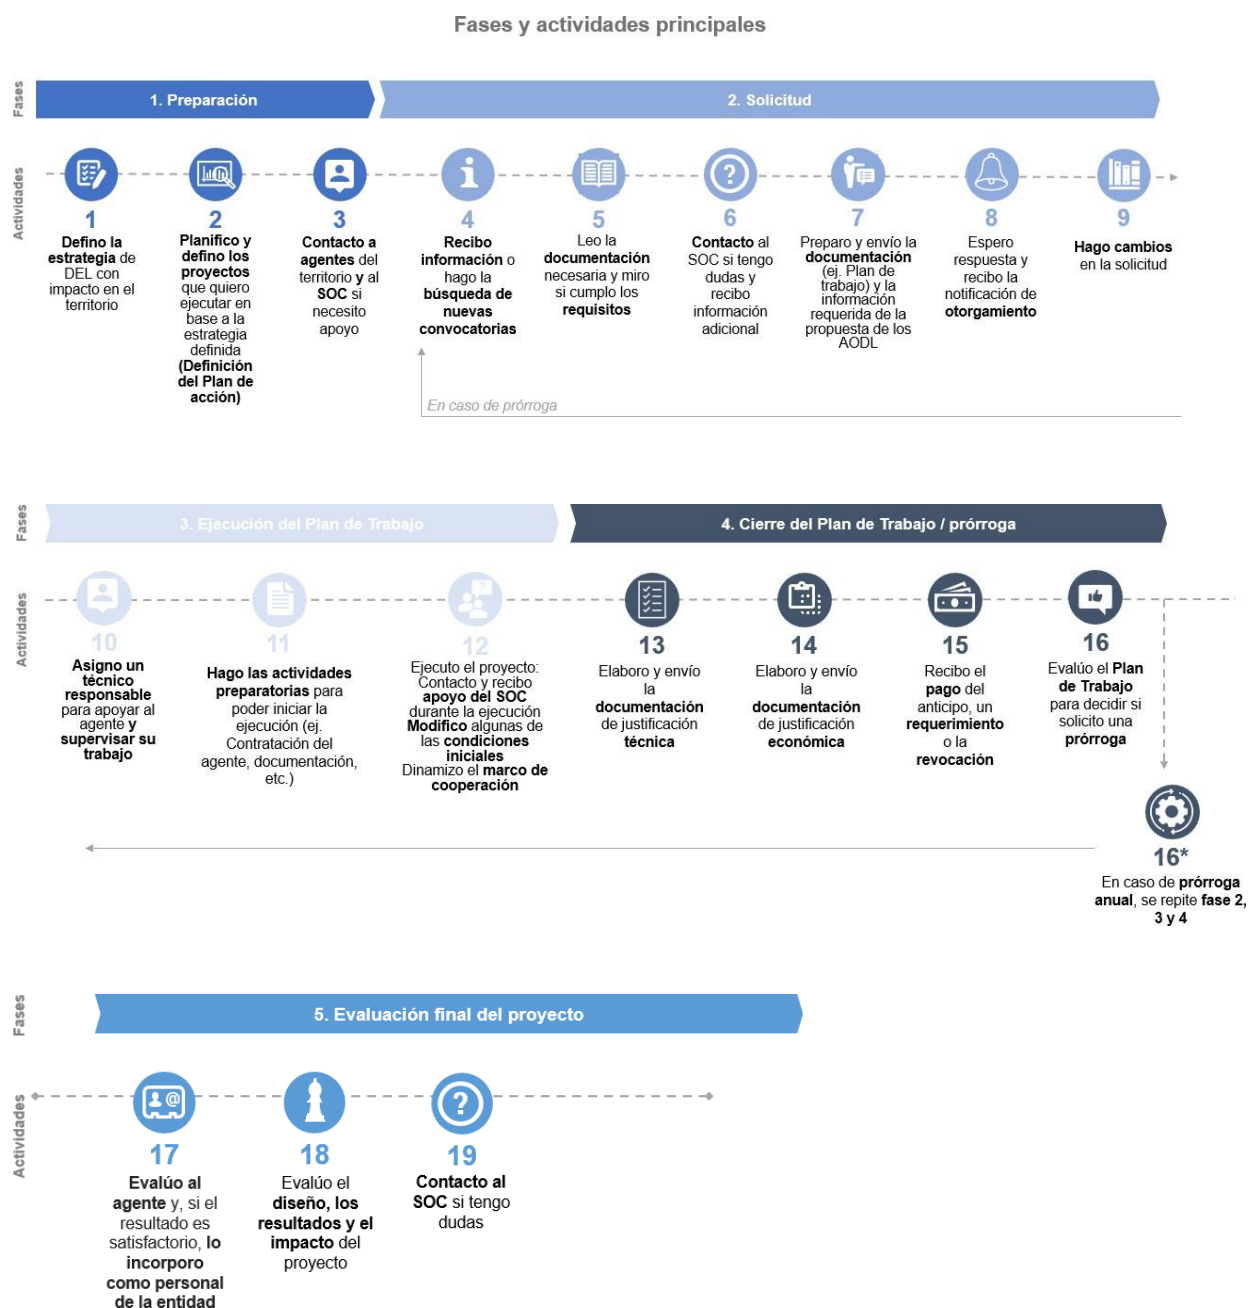 Fases y actividades principales
Fases
1. Preparación
2. Solicitud
Actividades
1
Defino la
estrategia de
DEL con
impacto en el
territorio
2
Planifico y
defino los
proyectos
que quiero
ejecutar en
base a la
estrategia
definida
(Definición
del Plan de
acción)
3
Contacto a
agentes del
territorio y al
SOC si
necesito
apoyo
4
Recibo
información o
hago la
búsqueda de
nuevas
convocatorias
5
Leo la
documentación
necesaria y miro
si cumplo los
requisitos
6
Contacto al
SOC si tengo
dudas y
recibo
información
adicional
7
Preparo y envío la
documentación
(ej. Plan de
trabajo) y la
información
requerida de la
propuesta de los
AODL
8
Espero
respuesta y
recibo la
notificación de
otorgamiento
9
Hago cambios
en la solicitud
En caso de prórroga
Fases
3. Ejecución del Plan de Trabajo
4. Cierre del Plan de Trabajo / prórroga
Actividades
10
Asigno un
técnico
responsable
para apoyar al
agente y
supervisar su
trabajo
11
Hago las actividades
preparatorias para
poder iniciar la
ejecución (ej.
Contratación del
agente, documentación,
etc.)
12
Ejecuto el proyecto:
Contacto y recibo
apoyo del SOC
durante la ejecución
Modifico algunas de
las condiciones
iniciales
Dinamizo el marco de
cooperación
13
Elaboro y envío
la
documentación
de justificación
técnica
14
Elaboro y envío
la
documentación
de justificación
económica
15
Recibo el
pago del
anticipo, un
requerimiento
o la
revocación
16
Evalúo el Plan
de Trabajo
para decidir si
solicito una
prórroga
16*
En caso de prórroga
anual, se repite fase 2,
3 y 4
Fases
5. Evaluación final del proyecto
Actividades
17
Evalúo al
agente y, si el
resultado es
satisfactorio, lo
incorporo
como personal
de la entidad
18
Evalúo el
diseño, los
resultados y el
impacto del
proyecto
19
Contacto al
SOC si tengo
dudas